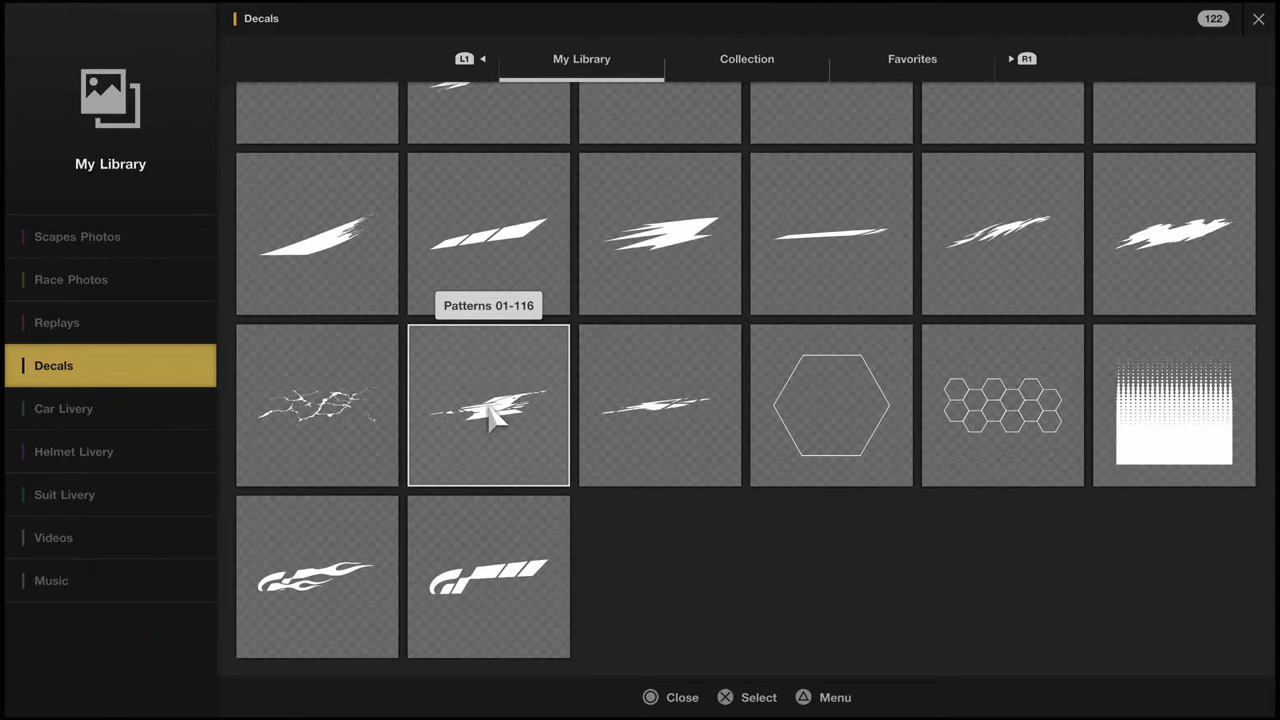 Decals
122
L1
My Library
Collection
Favorites
R1
My Library
Scapes Photos
Race Photos
Replays
Decals
Car Livery
Helmet Livery
Suit Livery
Videos
Music
Patterns 01-116
Close
Select
Menu